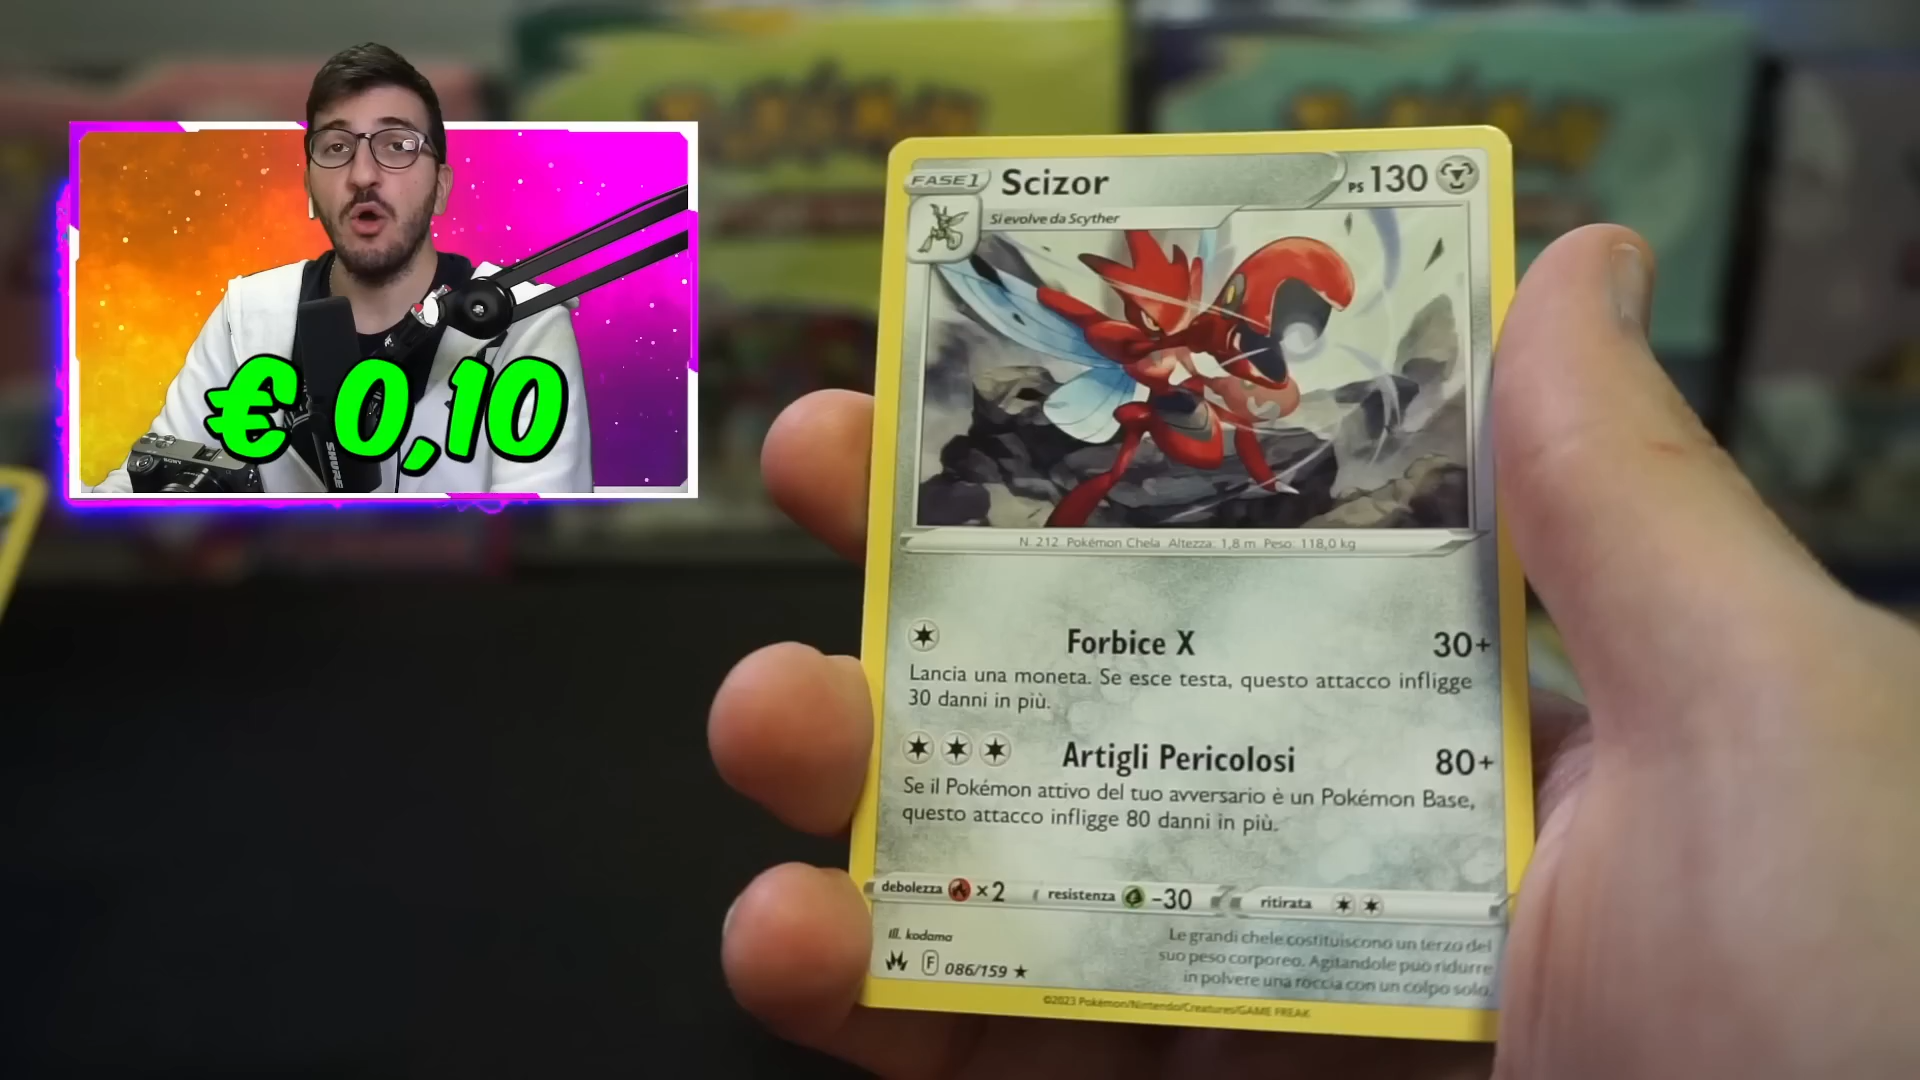 € 0,10
SHURE
SONY
POKÉMON
POKÉMON
FASE 1 Scizor PS 130
Si evolve da Scyther
N. 212 Pokémon Chela Altezza: 1,8 m Peso: 118,0 kg
Forbice X 30+
Lancia una moneta. Se esce testa, questo attacco infligge
30 danni in più.
Artigli Pericolosi 80+
Se il Pokémon attivo del tuo avversario è un Pokémon Base,
questo attacco infligge 80 danni in più.
debolezza ×2 resistenza -30 ritirata
Ill. kodama
F 086/159 ★
Le grandi chele costituiscono un terzo del
suo peso corporeo. Agitandole può ridurre
in polvere una roccia con un colpo solo.
©2023 Pokémon/Nintendo/Creatures/GAME FREAK